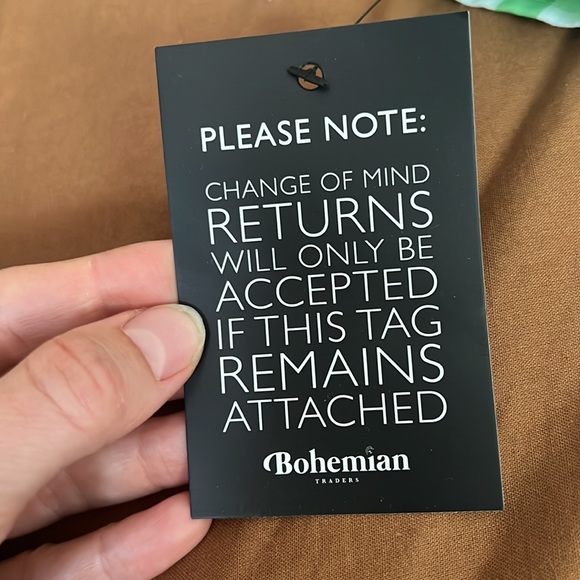 PLEASE NOTE:
CHANGE OF MIND
RETURNS
WILL ONLY BE
ACCEPTED
IF THIS TAG
REMAINS
ATTACHED
Bohemian
TRADERS